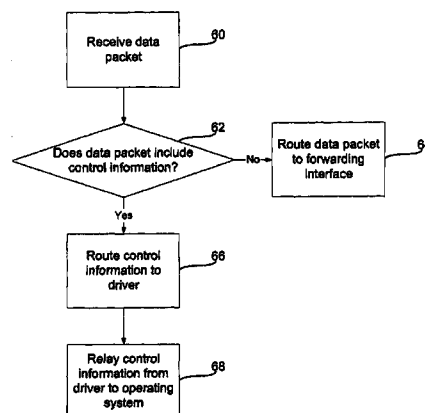 Receive data
packet
60
Does data packet include
control information?
62
No
Route data packet
to forwarding
interface
6
Yes
Route control
information to
driver
66
Relay control
information from
driver to operating
system
68